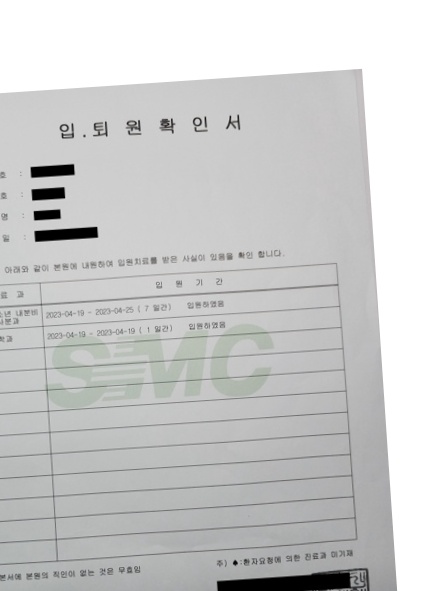 입.퇴 원 확 인 서
호 :
호 :
명 :
일 :
아래와 같이 본원에 내원하여 입원치료를 받은 사실이 있음을 확인 합니다.
료 과 입 원 기 간
소년 내분비
사분과 2023-04-19 - 2023-04-25 ( 7 일간) 입원하였음
학과 2023-04-19 - 2023-04-19 ( 1 일간) 입원하였음
SMC
본서에 본원의 직인이 없는 것은 무효임
주) ♠:환자요청에 의한 진료과 미기재